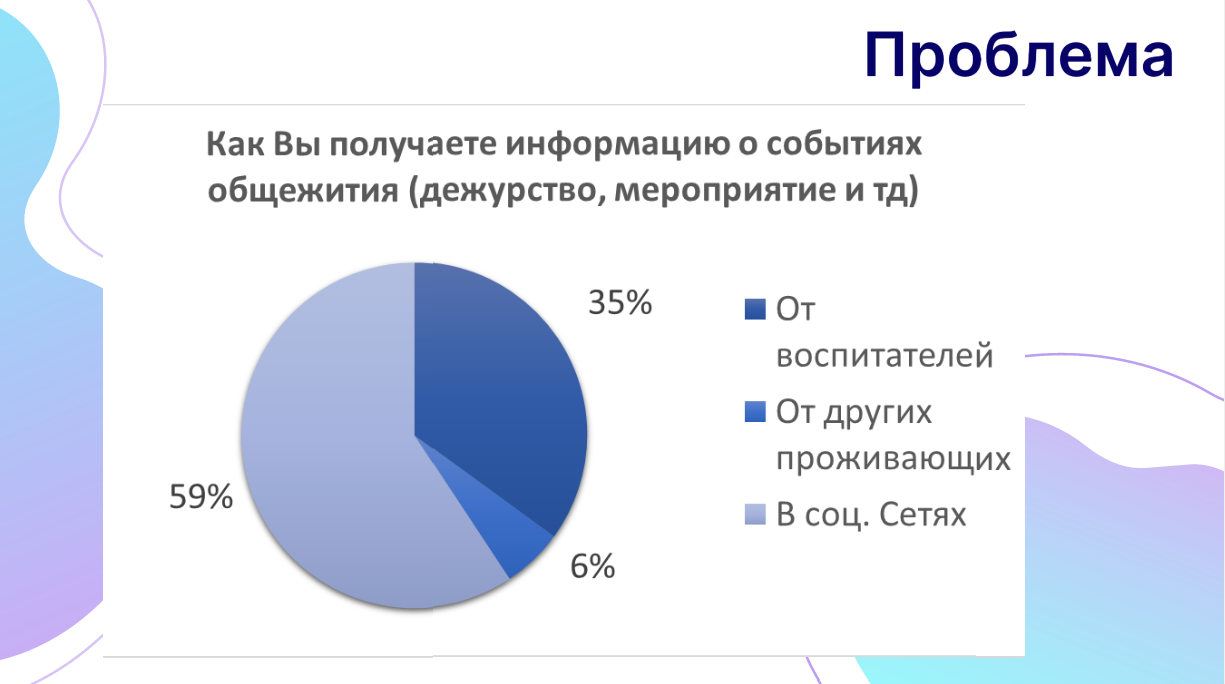 Проблема
Как Вы получаете информацию о событиях
общежития (дежурство, мероприятие и тд)
35%
59%
6%
От
воспитателей
От других
проживающих
В соц. Сетях